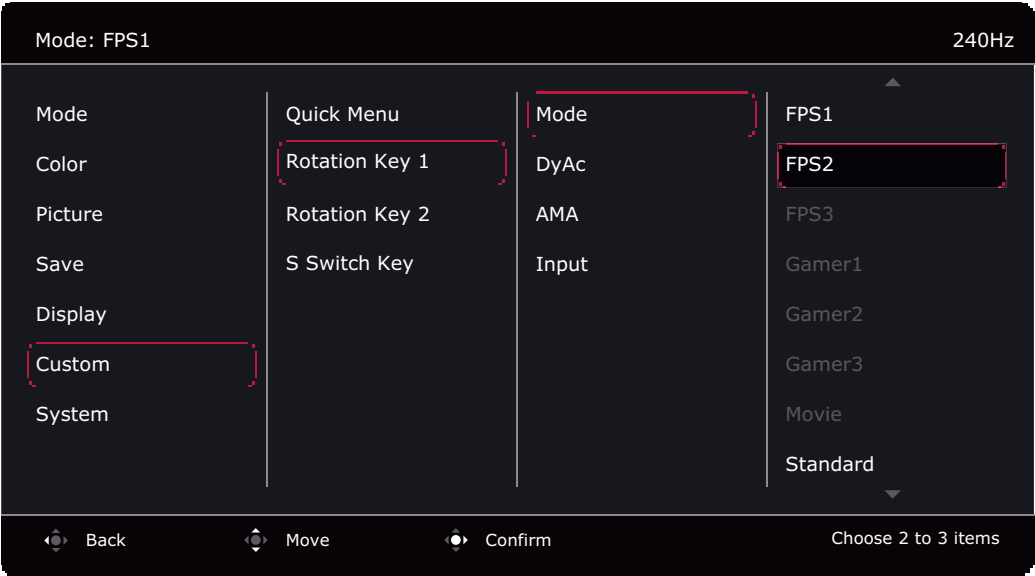 Mode: FPS1
240Hz
Mode
Color
Picture
Save
Display
Custom
System
Quick Menu
Rotation Key 1
Rotation Key 2
S Switch Key
Mode
DyAc
AMA
Input
FPS1
FPS2
FPS3
Gamer1
Gamer2
Gamer3
Movie
Standard
Back
Move
Confirm
Choose 2 to 3 items